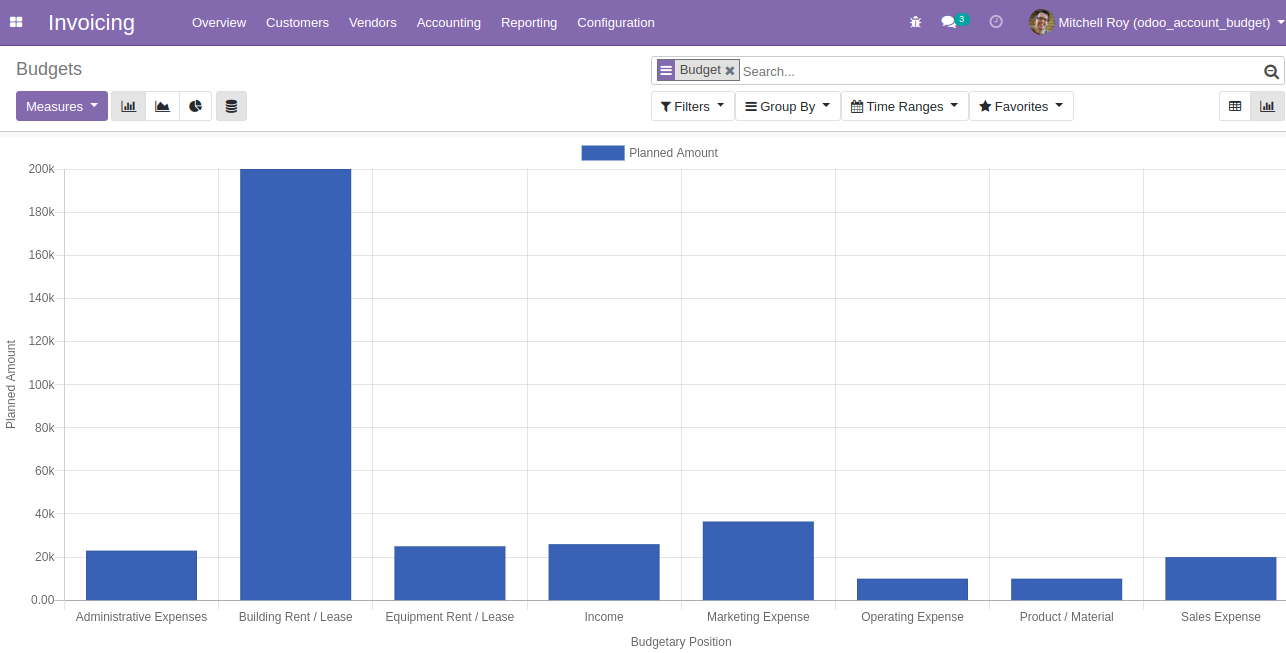 Invoicing Overview Customers Vendors Accounting Reporting Configuration 3 Mitchell Roy (odoo_account_budget)
Budgets
Budget Search...
Measures Filters Group By Time Ranges Favorites
Planned Amount
200k
180k
160k
140k
120k
100k
80k
60k
40k
20k
0.00
Planned Amount
Administrative Expenses Building Rent / Lease Equipment Rent / Lease Income Marketing Expense Operating Expense Product / Material Sales Expense
Budgetary Position